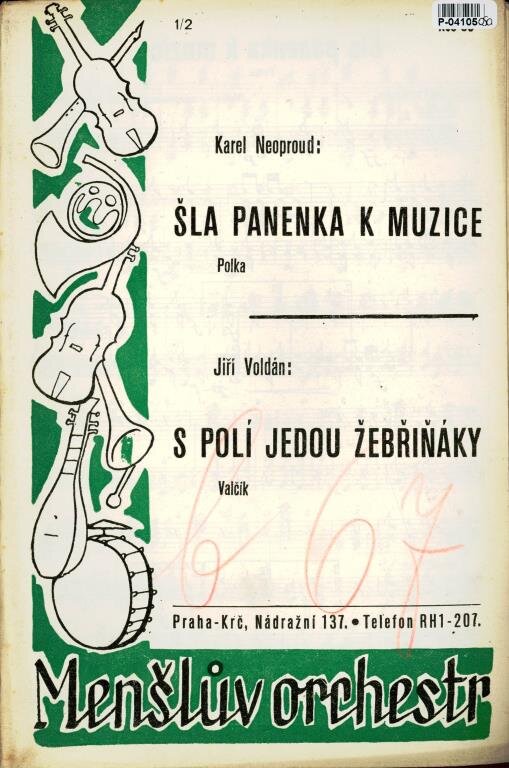 1/2
P-04105
Karel Neoproud:
ŠLA PANENKA K MUZICE
Polka
Jiří Voldán:
S POLÍ JEDOU ŽEBŘIŇÁKY
Valčík
b 67
Praha-Krč, Nádražní 137. • Telefon RH1-207.
Menšlův orchestr